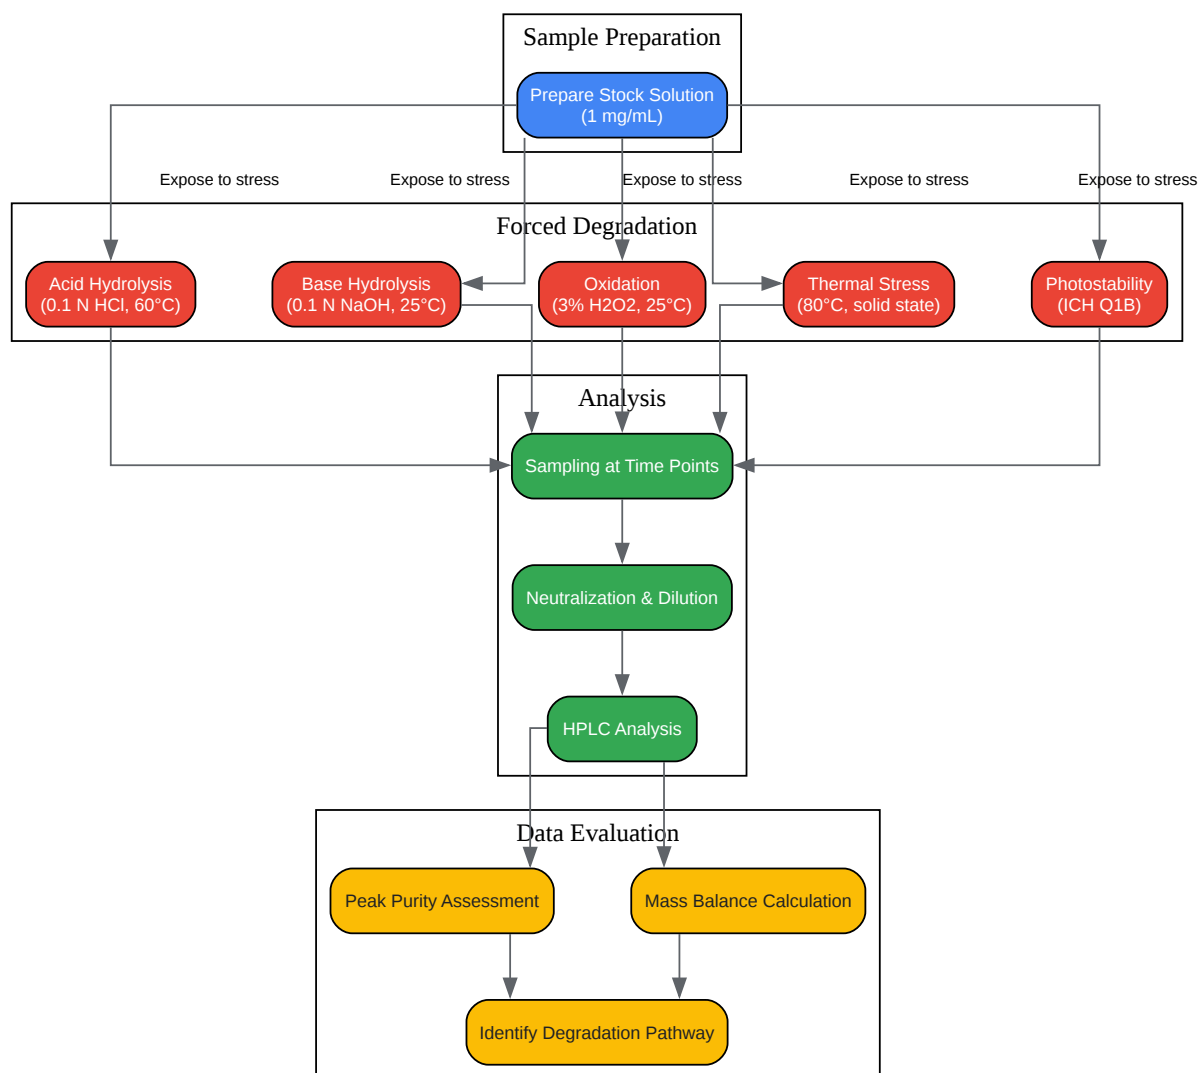 Sample Preparation
Prepare Stock Solution
(1 mg/mL)
Expose to stress
Expose to stress
Expose to stress
Expose to stress
Expose to stress
Forced Degradation
Acid Hydrolysis
(0.1 N HCl, 60°C)
Base Hydrolysis
(0.1 N NaOH, 25°C)
Oxidation
(3% H2O2, 25°C)
Thermal Stress
(80°C, solid state)
Photostability
(ICH Q1B)
Analysis
Sampling at Time Points
Neutralization & Dilution
HPLC Analysis
Data Evaluation
Peak Purity Assessment
Mass Balance Calculation
Identify Degradation Pathway